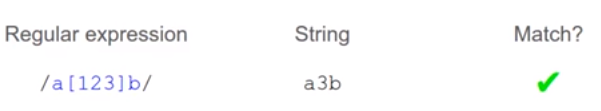 Regular expression String Match?
/a[123]b/ a3b ✔